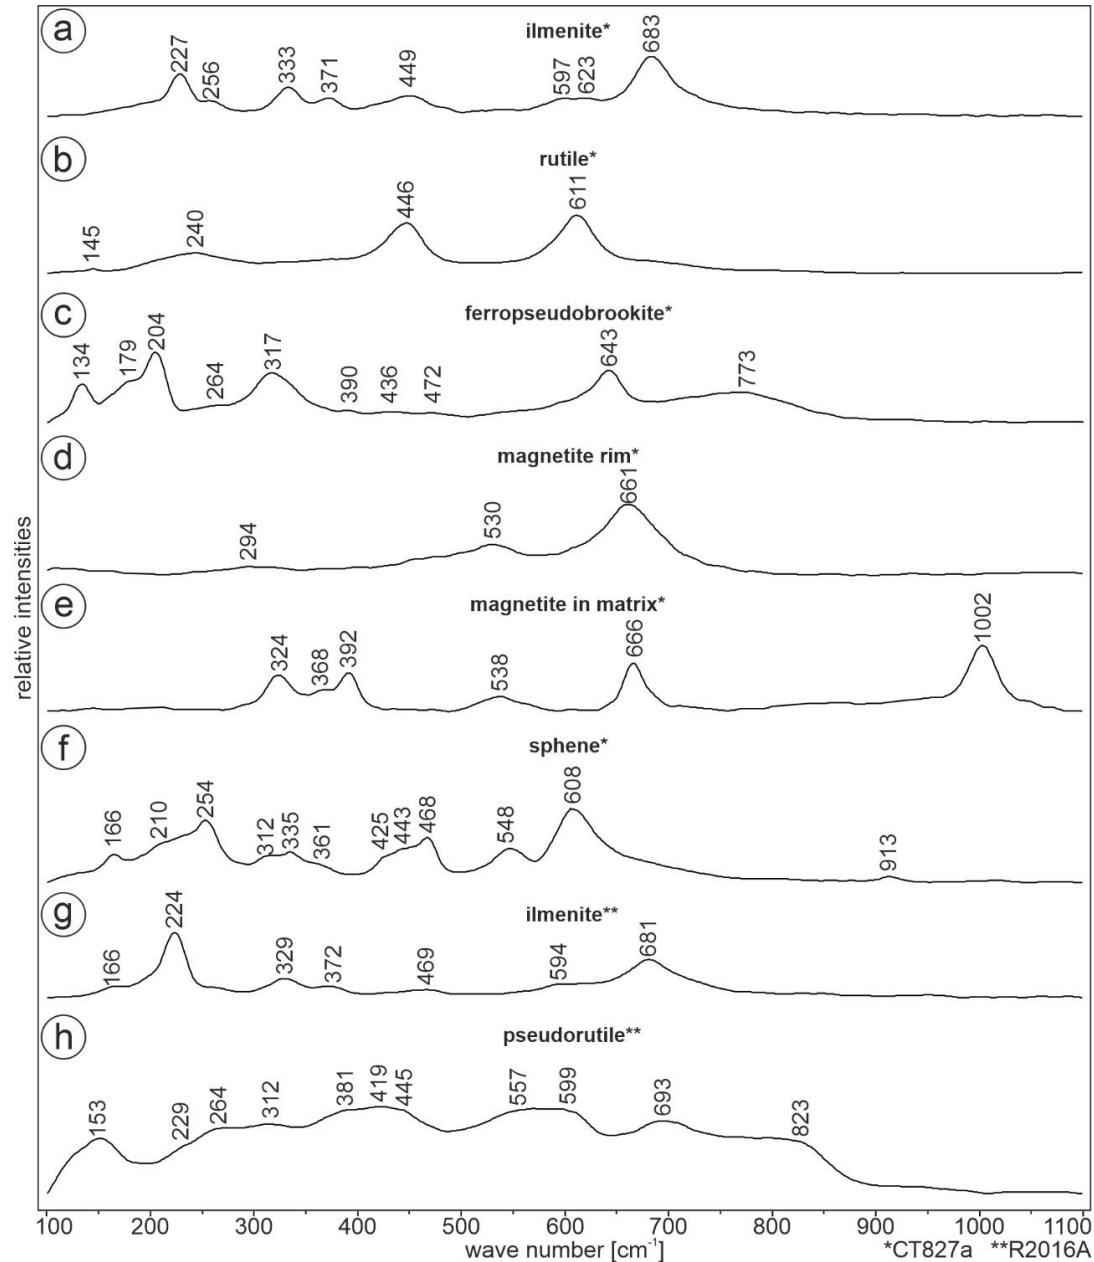 a
ilmenite*
227 256 333 371 449 597 623 683
b
rutile*
145 240 446 611
c
ferropseudobrookite*
134 179 204 264 317 390 436 472 643 773
d
magnetite rim*
294 530 661
e
magnetite in matrix*
324 368 392 538 666 1002
f
sphene*
166 210 254 312 335 361 425 443 468 548 608 913
g
ilmenite**
166 224 329 372 469 594 681
h
pseudorutile**
153 229 264 312 381 419 445 557 599 693 823
relative intensities
100 200 300 400 500 600 700 800 900 1000 1100
wave number [cm-1]
*CT827a **R2016A